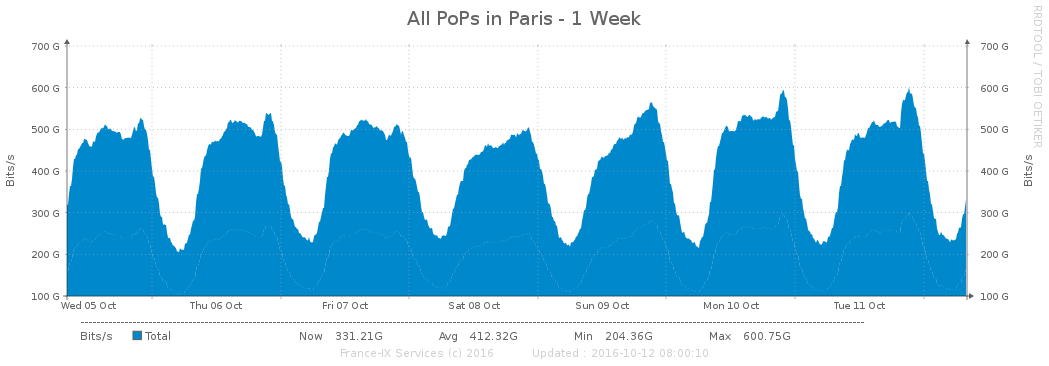 All PoPs in Paris - 1 Week
RRDTOOL / TOBI OETIKER
700 G 700 G
600 G 600 G
500 G 500 G
400 G 400 G
300 G 300 G
200 G 200 G
100 G 100 G
Bits/s Bits/s
Wed 05 Oct Thu 06 Oct Fri 07 Oct Sat 08 Oct Sun 09 Oct Mon 10 Oct Tue 11 Oct
Bits/s Total Now 331.21G Avg 412.32G Min 204.36G Max 600.75G
France-IX Services (c) 2016 Updated : 2016-10-12 08:00:10